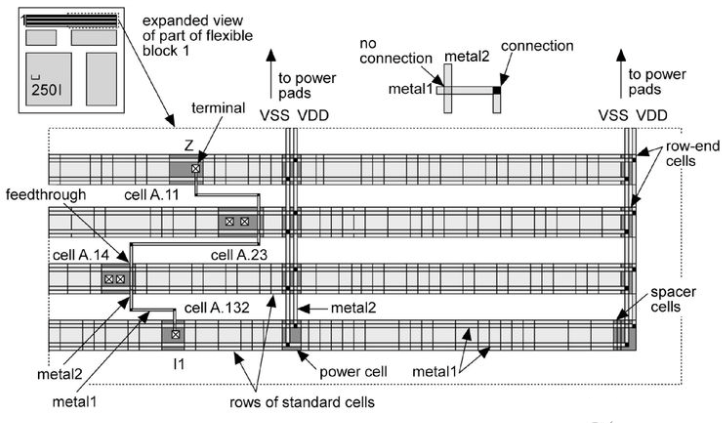 1
250l
expanded view
of part of flexible
block 1
no
connection
metal2
connection
metal1
to power
pads
to power
pads
terminal
VSS VDD
VSS VDD
Z
row-end
cells
feedthrough
cell A.11
cell A.14
cell A.23
cell A.132
metal2
spacer
cells
metal2
I1
power cell
metal1
metal1
rows of standard cells